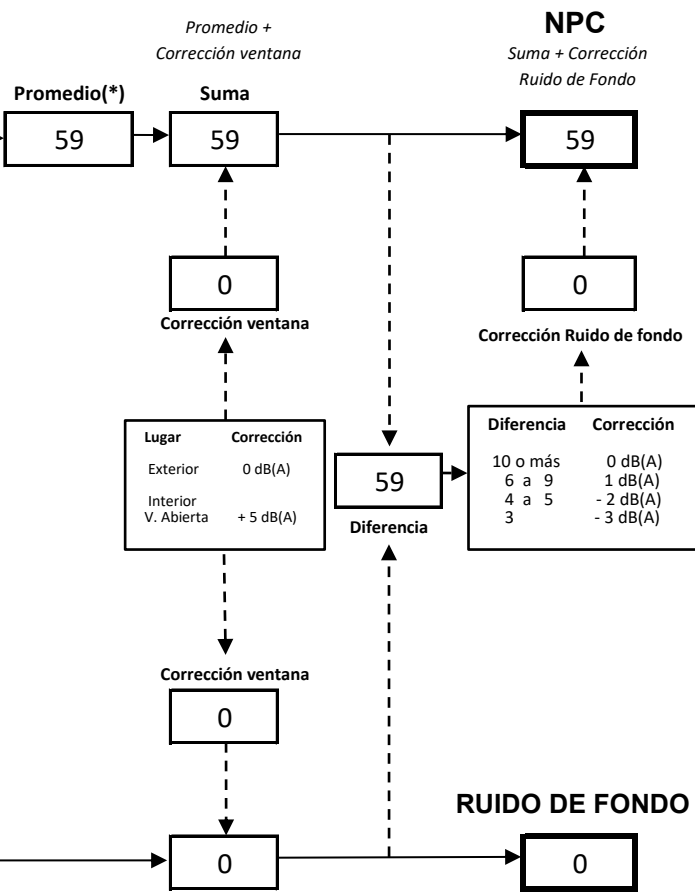 Promedio +
Corrección ventana
NPC
Suma + Corrección
Ruido de Fondo
Promedio(*)
Suma
59
59
59
0
0
Corrección ventana
Corrección Ruido de fondo
Lugar Corrección
Exterior 0 dB(A)
Interior
V. Abierta + 5 dB(A)
59
Diferencia
Diferencia Corrección
10 o más 0 dB(A)
6 a 9 1 dB(A)
4 a 5 - 2 dB(A)
3 - 3 dB(A)
Corrección ventana
0
RUIDO DE FONDO
0
0